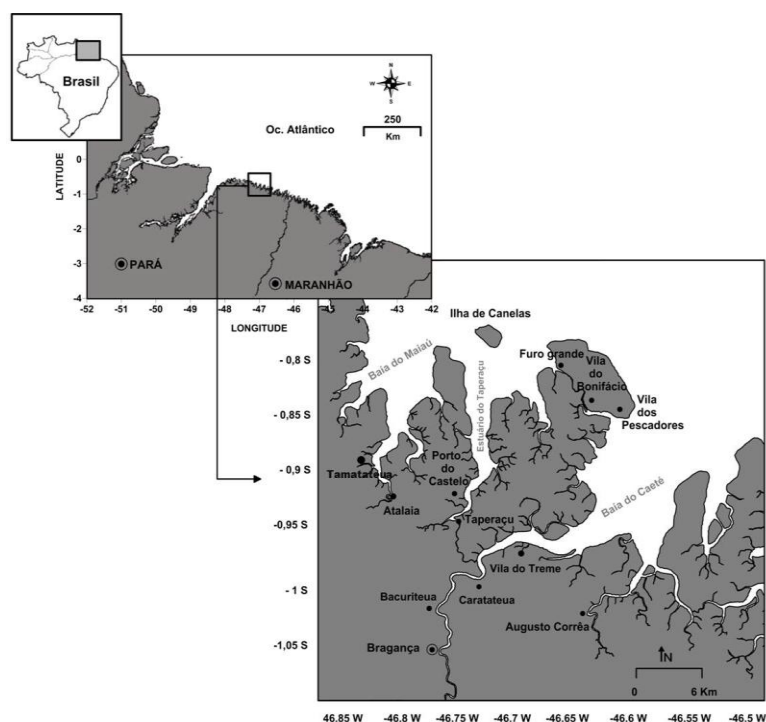 Brasil
N
W E
S
250
Km
Oc. Atlântico
LATITUDE
0
-1
-2
-3
-4
PARÁ
MARANHÃO
-52 -51 -50 -49 -48 -47 -46 -45 -44 -43 -42
LONGITUDE
Ilha de Canelas
- 0,8 S
- 0,85 S
- 0,9 S
- 0,95 S
- 1 S
- 1,05 S
Baia do Maiaú
Estuário do Taperaçu
Furo grande
Vila
do
Bonifácio
Vila
dos
Pescadores
Tamatateua
Porto
do
Castelo
Atalaia
Taperaçu
Baia do Caeté
Vila do Treme
Bacuriteua
Caratateua
Augusto Corrêa
Bragança
N
0 6 Km
-46.85 W -46.8 W -46.75 W -46.7 W -46.65 W -46.6 W -46.55 W -46.5 W